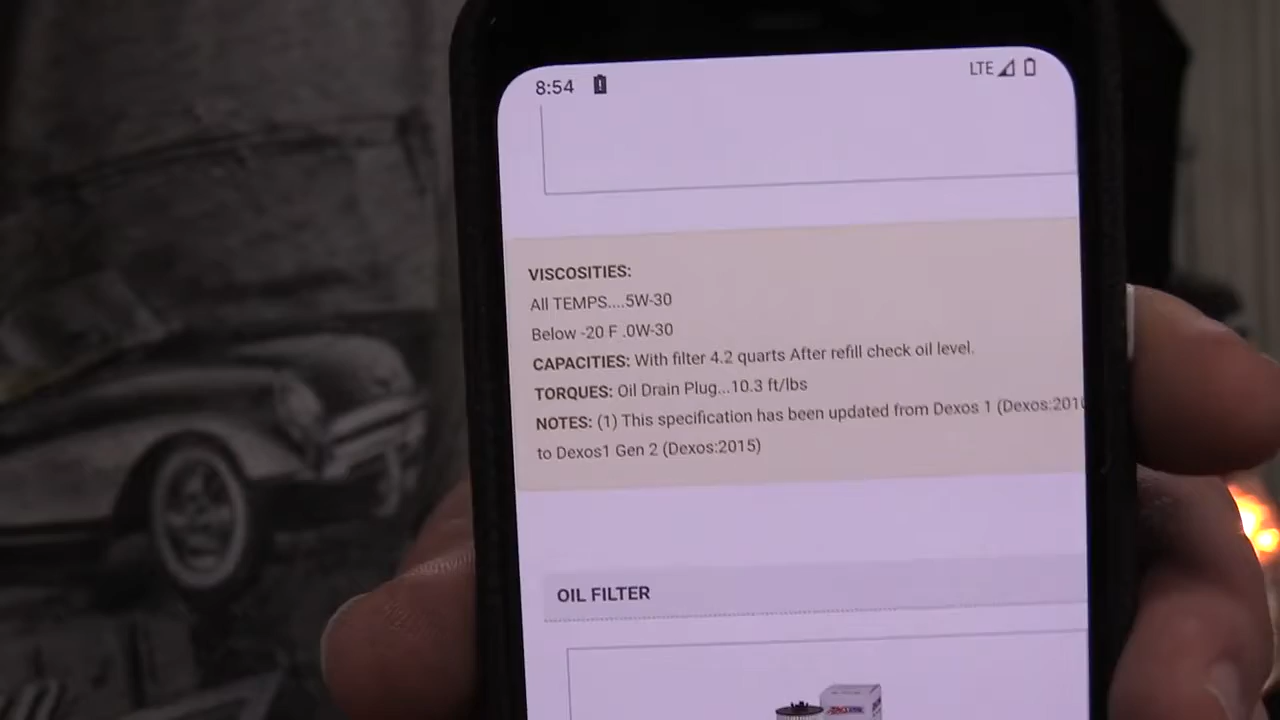 8:54 LTE
VISCOSITIES:
All TEMPS....5W-30
Below -20 F .0W-30
CAPACITIES: With filter 4.2 quarts After refill check oil level.
TORQUES: Oil Drain Plug...10.3 ft/lbs
NOTES: (1) This specification has been updated from Dexos 1 (Dexos:2010
to Dexos1 Gen 2 (Dexos:2015)
OIL FILTER